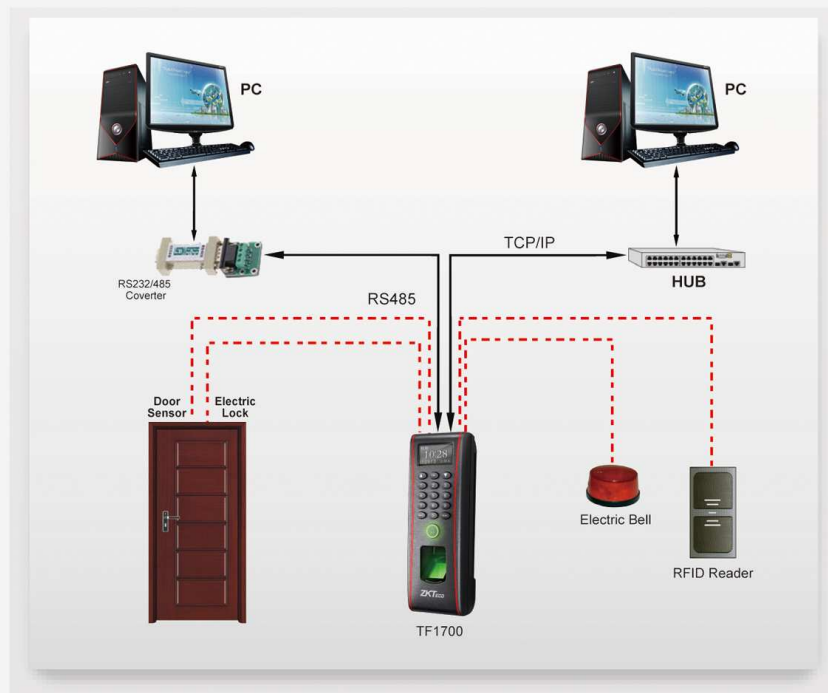 PC
PC
TCP/IP
RS232/485
Coverter
HUB
RS485
Door
Sensor
Electric
Lock
10:28
Electric Bell
ZKTeco
RFID Reader
TF1700